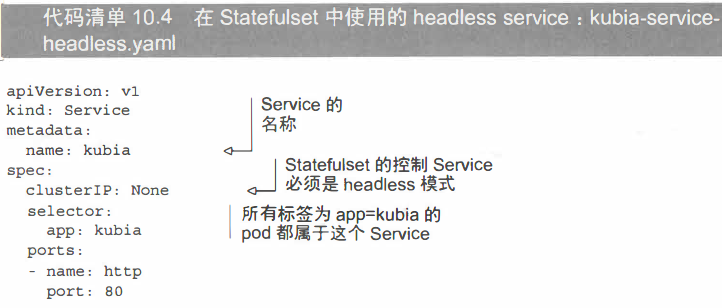 代码清单 10.4 在 Statefulset 中使用的 headless service：kubia-service-
headless.yaml
apiVersion: v1
kind: Service
metadata:
  name: kubia
spec:
  clusterIP: None
  selector:
    app: kubia
  ports:
  - name: http
    port: 80
Service 的
名称
Statefulset 的控制 Service
必须是 headless 模式
所有标签为 app=kubia 的
pod 都属于这个 Service